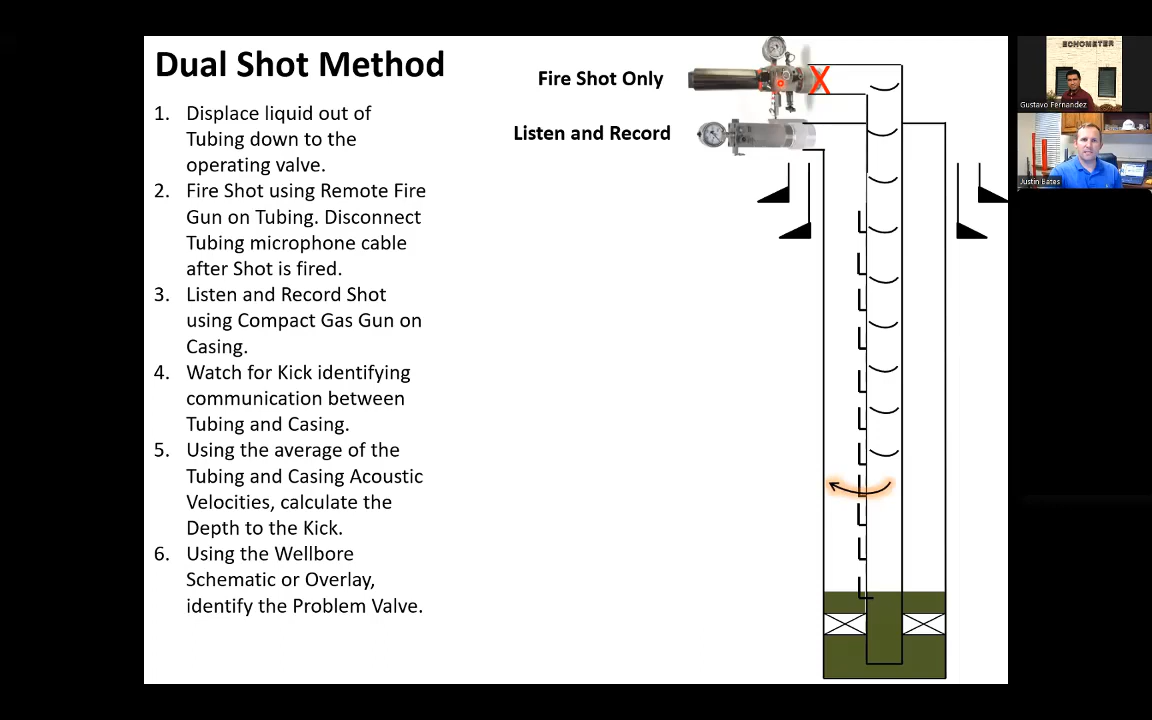 Dual Shot Method
1. Displace liquid out of
Tubing down to the
operating valve.
2. Fire Shot using Remote Fire
Gun on Tubing. Disconnect
Tubing microphone cable
after Shot is fired.
3. Listen and Record Shot
using Compact Gas Gun on
Casing.
4. Watch for Kick identifying
communication between
Tubing and Casing.
5. Using the average of the
Tubing and Casing Acoustic
Velocities, calculate the
Depth to the Kick.
6. Using the Wellbore
Schematic or Overlay,
identify the Problem Valve.
Fire Shot Only
X
Listen and Record
ECHOMETER
Gustavo Fernandez
Justin Bates